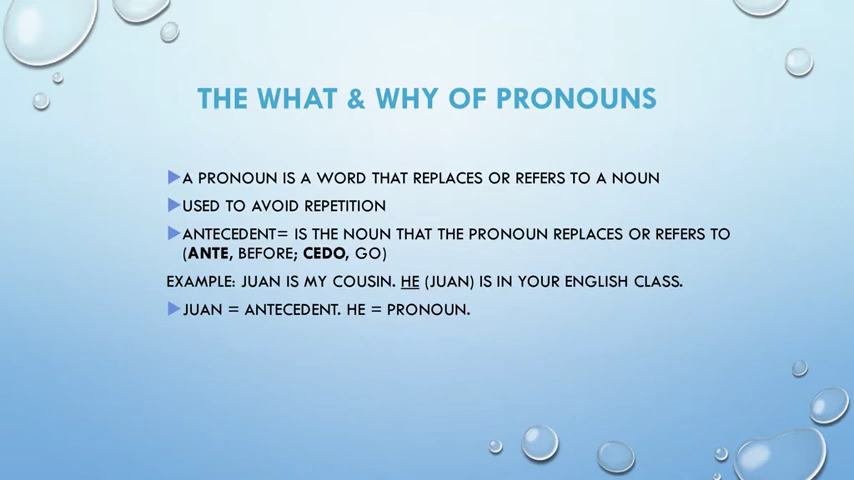 THE WHAT & WHY OF PRONOUNS
A PRONOUN IS A WORD THAT REPLACES OR REFERS TO A NOUN
USED TO AVOID REPETITION
ANTECEDENT= IS THE NOUN THAT THE PRONOUN REPLACES OR REFERS TO
(ANTE, BEFORE; CEDO, GO)
EXAMPLE: JUAN IS MY COUSIN. HE (JUAN) IS IN YOUR ENGLISH CLASS.
JUAN = ANTECEDENT. HE = PRONOUN.